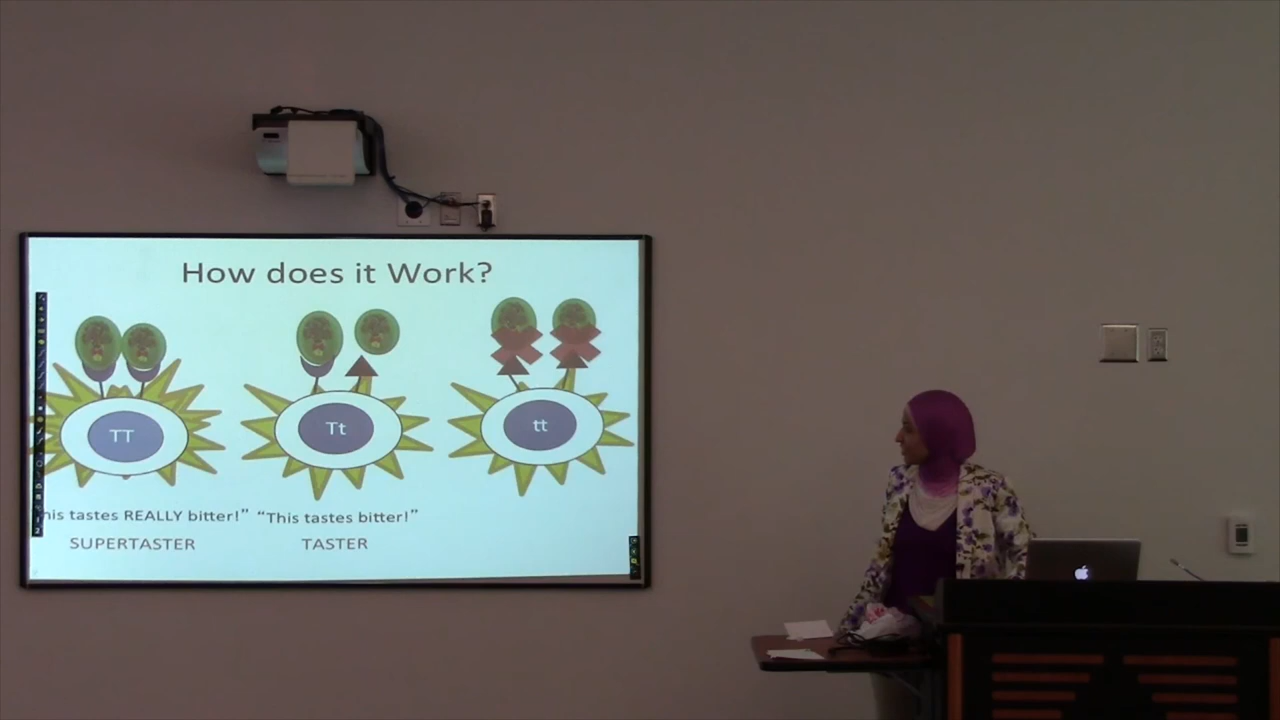 How does it Work?
TT
Tt
tt
his tastes REALLY bitter!” “This tastes bitter!”
SUPERTASTER
TASTER